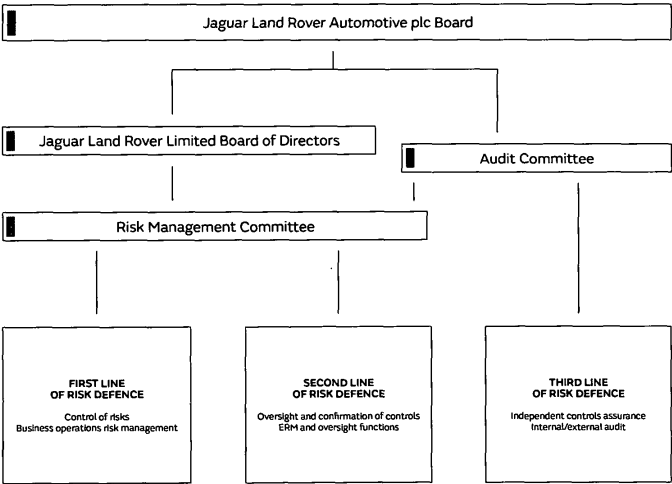 Jaguar Land Rover Automotive plc Board
Jaguar Land Rover Limited Board of Directors
Audit Committee
Risk Management Committee
FIRST LINE
OF RISK DEFENCE
Control of risks
Business operations risk management
SECOND LINE
OF RISK DEFENCE
Oversight and confirmation of controls
ERM and oversight functions
THIRD LINE
OF RISK DEFENCE
Independent controls assurance
Internal/external audit